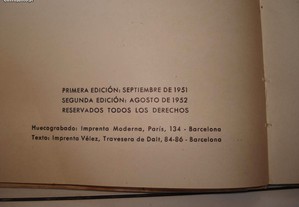 PRIMERA EDICIÓN: SEPTIEMBRE DE 1951
SEGUNDA EDICIÓN: AGOSTO DE 1952
RESERVADOS TODOS LOS DERECHOS
Huecograbado: Imprenta Moderna, París, 134 - Barcelona
Texto: Imprenta Vélez, Travesera de Dalt, 84-86 - Barcelona